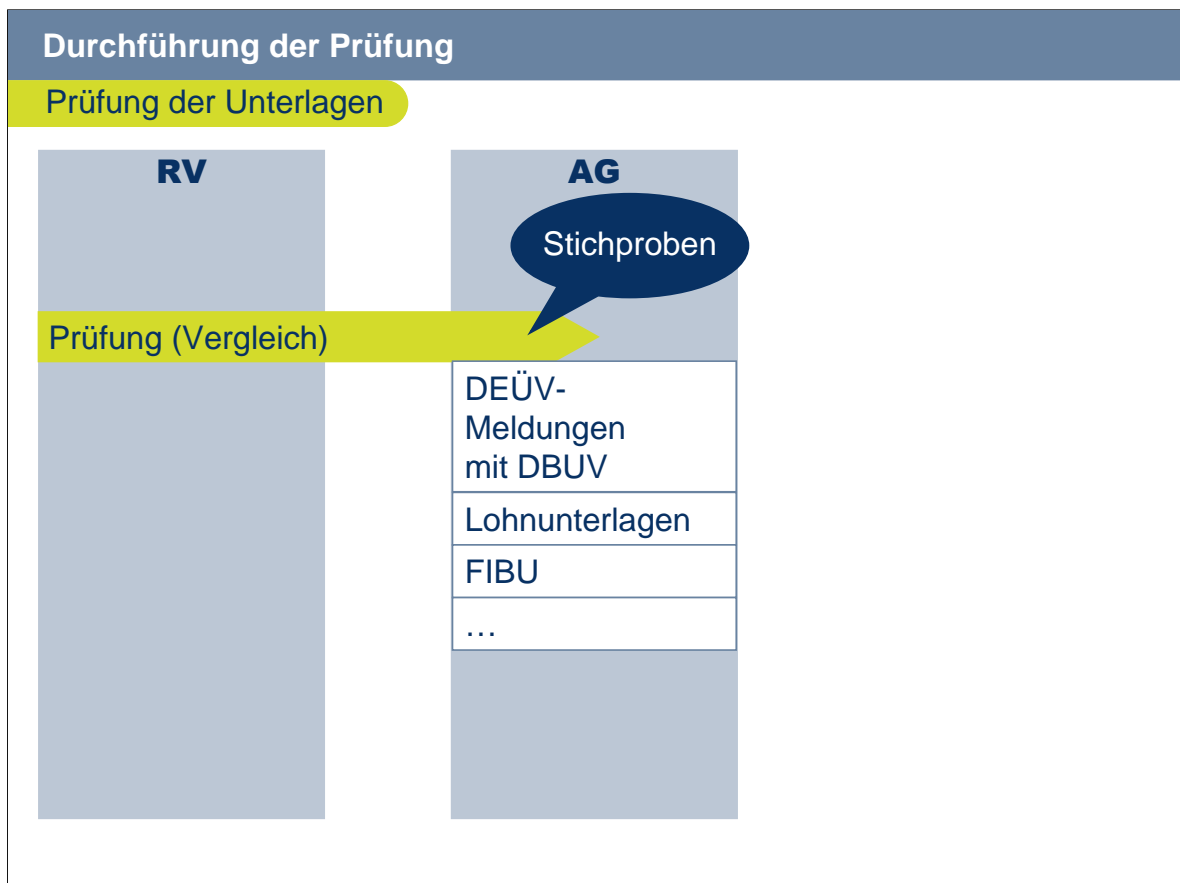 Durchführung der Prüfung
Prüfung der Unterlagen
RV
AG
Stichproben
Prüfung (Vergleich)
DEÜV-
Meldungen
mit DBUV
Lohnunterlagen
FIBU
…